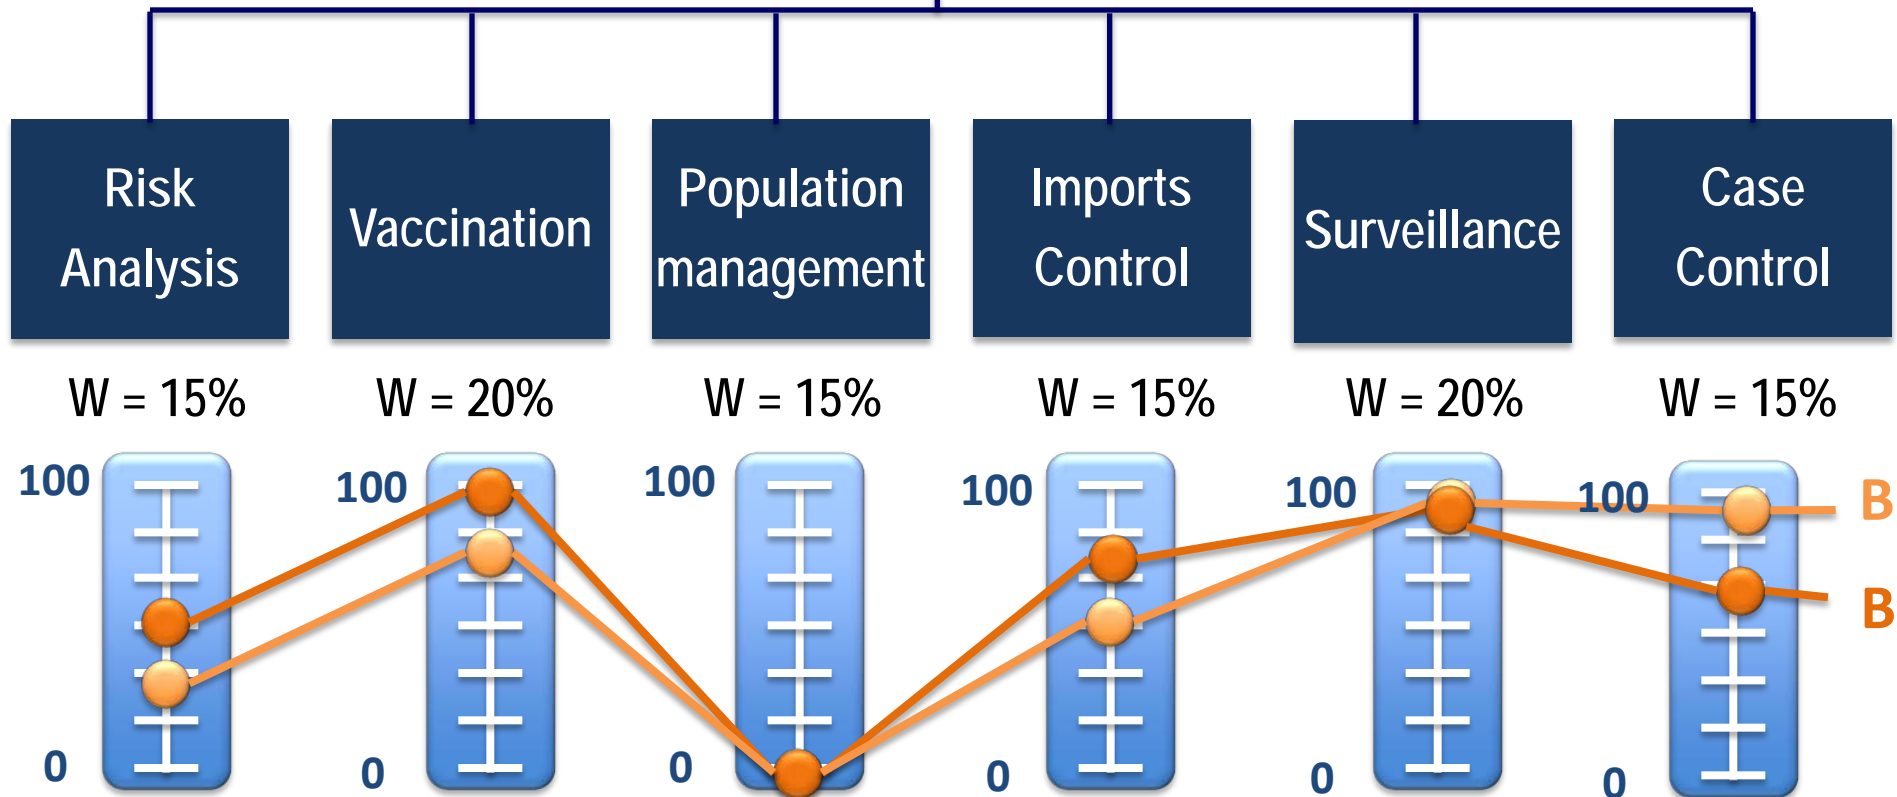 Risk
Analysis
Vaccination
Population
management
Imports
Control
Surveillance
Case
Control
W = 15%
W = 20%
W = 15%
W = 15%
W = 20%
W = 15%
100
100
100
100
100
100
B
B
0
0
0
0
0
0